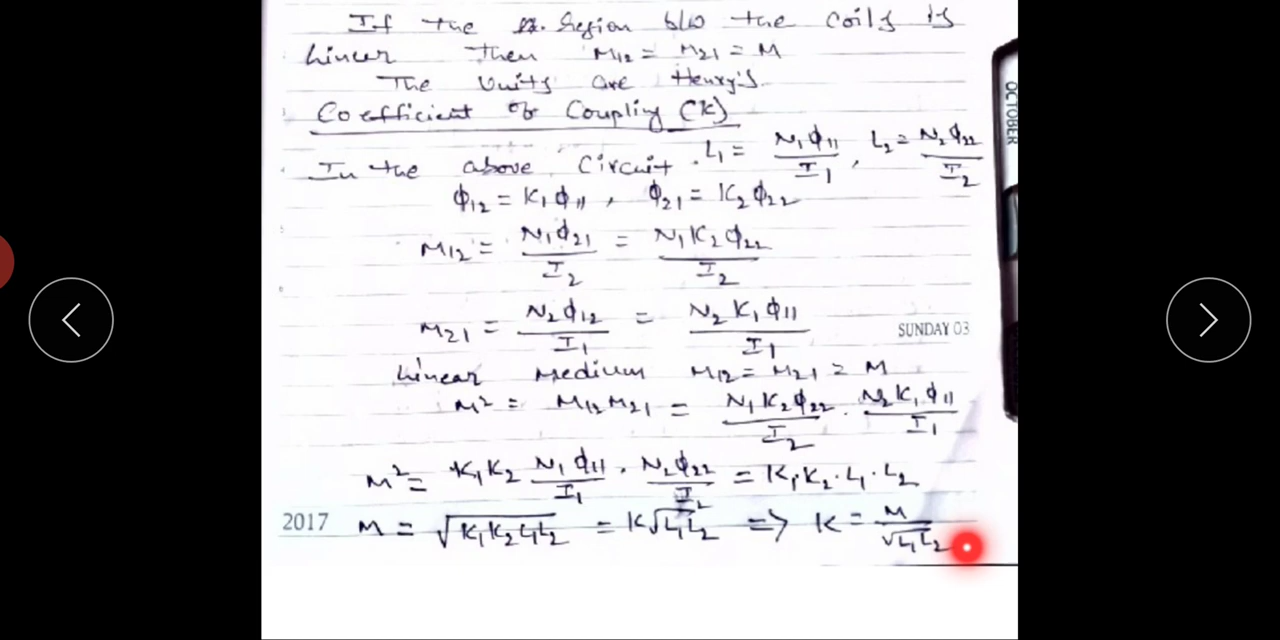 If the region b/w the coils is
OCTOBER
linear then M12 = M21 = M
The Units are Henry's
Coefficient of Coupling (K)
In the above Circuit. L1 = N1Φ11/I1, L2 = N2Φ22/I2
Φ12 = K1Φ11, Φ21 = K2Φ22
M12 = N1Φ21/I2 = N1K2Φ22/I2
M21 = N2Φ12/I1 = N2K1Φ11/I1
SUNDAY 03
Linear Medium M12 = M21 = M
M² = M12M21 = N1K2Φ22/I2 . N2K1Φ11/I1
M² = K1K2 N1Φ11/I1 . N2Φ22/I2 = K1.K2.L1.L2
2017 M = √K1K2L1L2 = K√L1L2 => K = M/√L1L2